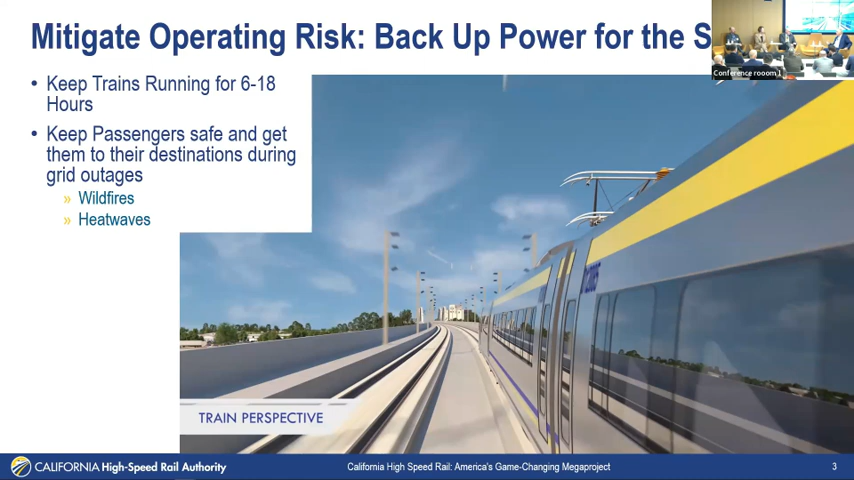 Mitigate Operating Risk: Back Up Power for the
Conference rooom 1
• Keep Trains Running for 6-18
Hours
• Keep Passengers safe and get
them to their destinations during
grid outages
» Wildfires
» Heatwaves
TRAIN PERSPECTIVE
CALIFORNIA High-Speed Rail Authority
California High Speed Rail: America's Game-Changing Megaproject
3